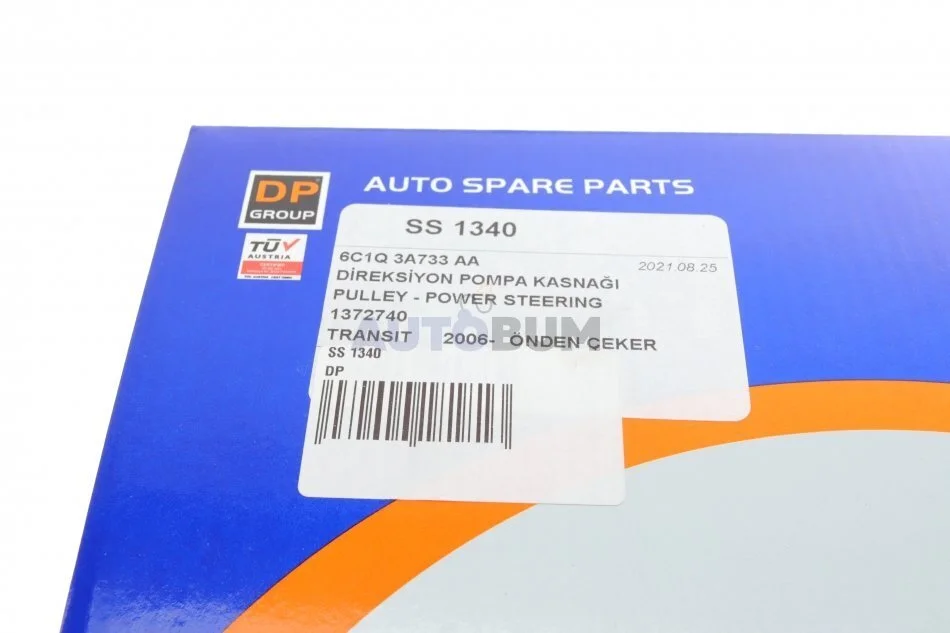 DP
GROUP
AUTO SPARE PARTS
TÜV
AUSTRIA
SS 1340
6C1Q 3A733 AA
2021.08.25
DİREKSİYON POMPA KASNAĞI
PULLEY - POWER STEERING
1372740
AUTOBUM
TRANSIT 2006- ÖNDEN ÇEKER
SS 1340
DP